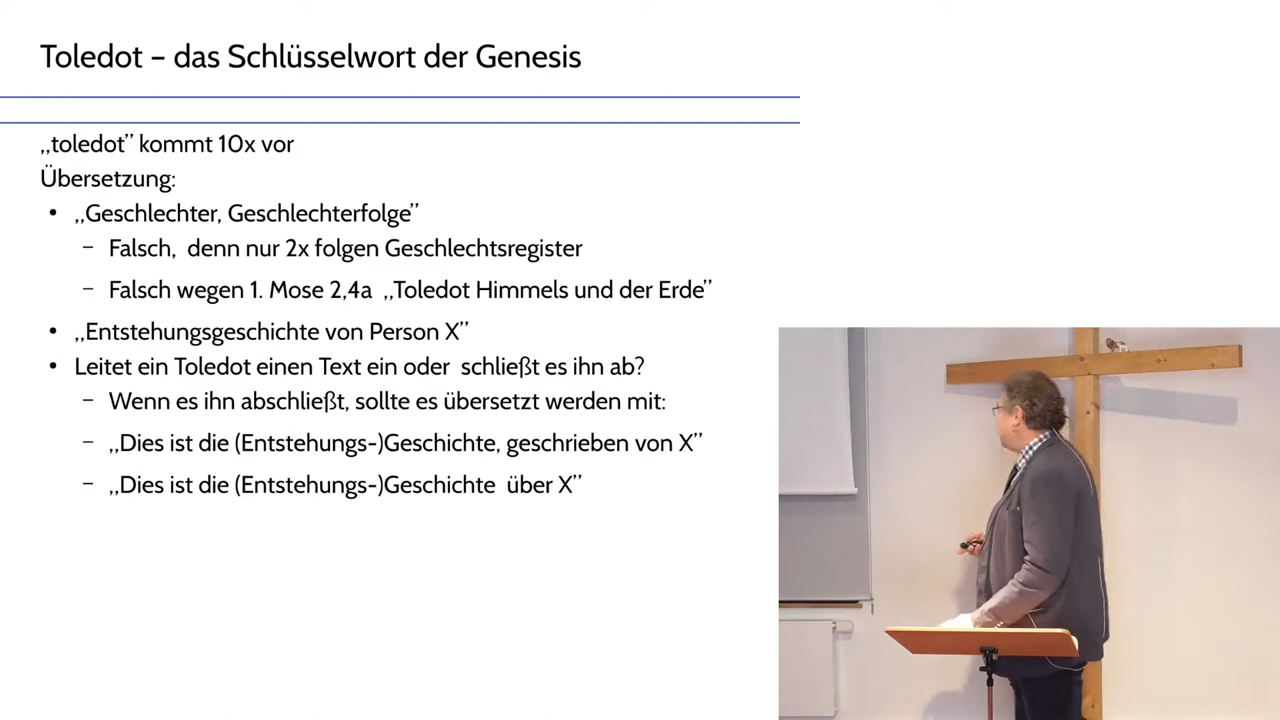 Toledot – das Schlüsselwort der Genesis
,,toledot’’ kommt 10x vor
Übersetzung:
• ,,Geschlechter, Geschlechterfolge’’
– Falsch, denn nur 2x folgen Geschlechtsregister
– Falsch wegen 1. Mose 2,4a ,,Toledot Himmels und der Erde’’
• ,,Entstehungsgeschichte von Person X’’
• Leitet ein Toledot einen Text ein oder schließt es ihn ab?
– Wenn es ihn abschließt, sollte es übersetzt werden mit:
– ,,Dies ist die (Entstehungs-)Geschichte, geschrieben von X’’
– ,,Dies ist die (Entstehungs-)Geschichte über X’’